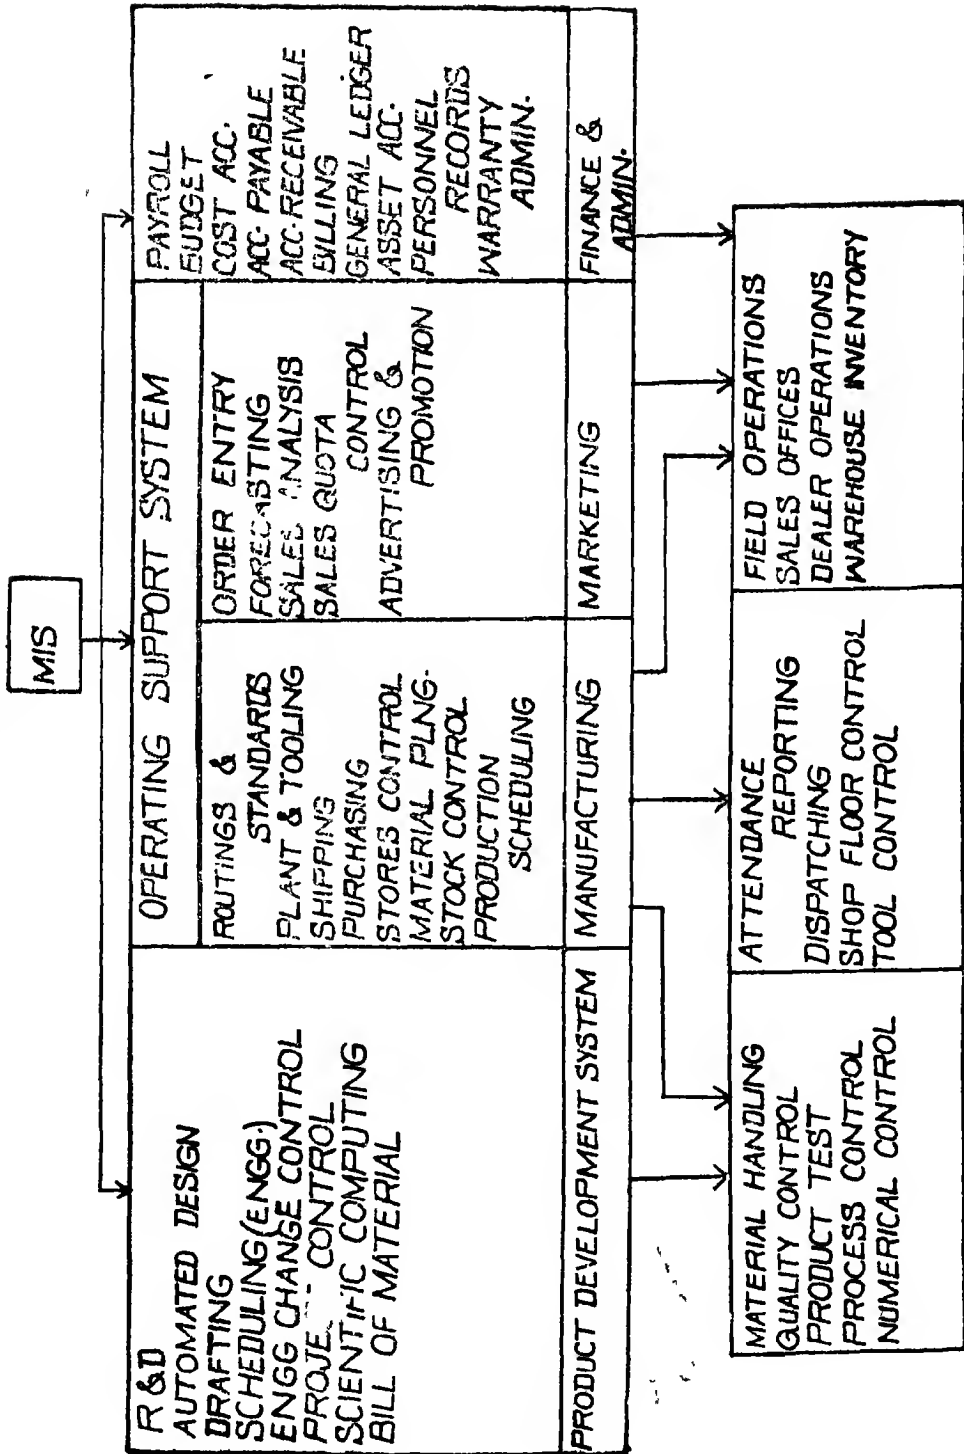 MIS
R & D
AUTOMATED DESIGN
DRAFTING
SCHEDULING (ENGG.)
ENGG CHANGE CONTROL
CONTROL
SCIENTIFIC COMPUTING
BILL OF MATERIAL
PRODUCT DEVELOPMENT SYSTEM
OPERATING SUPPORT SYSTEM
ROUTINGS &
STANDARDS
PLANT & TOOLING
SHIPPING
PURCHASING
STORES CONTROL
MATERIAL PLNG.
STOCK CONTROL
PRODUCTION
SCHEDULING
MANUFACTURING
ORDER ENTRY
FORECASTING
SALES ANALYSIS
SALES QUOTA
CONTROL
ADVERTISING &
PROMOTION
MARKETING
PAYROLL
BUDGET
COST ACC.
ACC. PAYABLE
ACC-RECEIVABLE
BILLING
GENERAL LEDGER
ASSET ACC.
PERSONNEL
RECORDS
WARRANTY
ADMIN.
FINANCE &
ADMIN.
MATERIAL HANDLING
QUALITY CONTROL
PRODUCT TEST
PROCESS CONTROL
NUMERICAL CONTROL
ATTENDANCE
REPORTING
DISPATCHING
SHOP FLOOR CONTROL
TOOL CONTROL
FIELD OPERATIONS
SALES OFFICES
DEALER OPERATIONS
WAREHOUSE INVENTORY